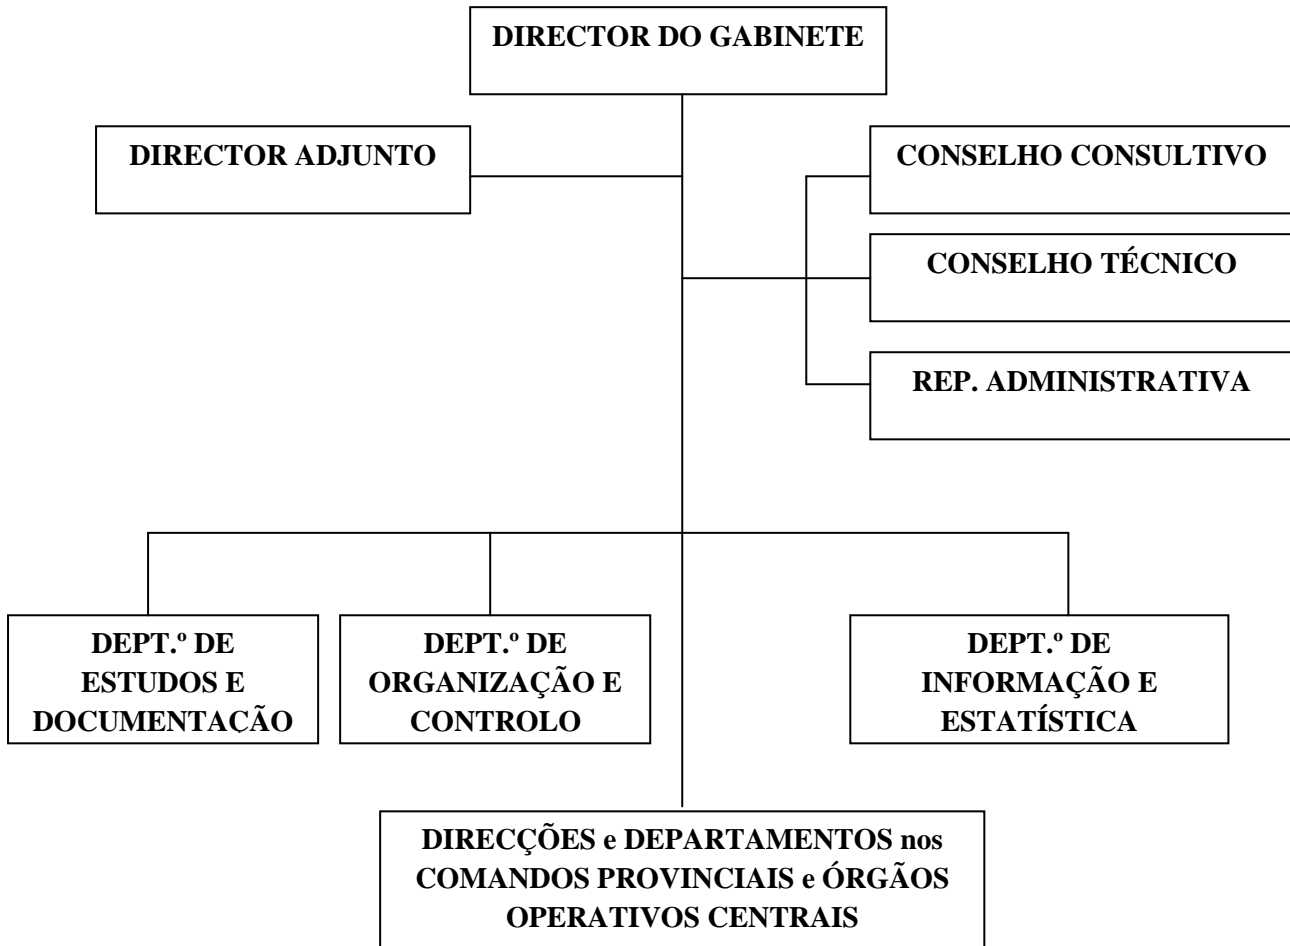 DIRECTOR DO GABINETE
DIRECTOR ADJUNTO
CONSELHO CONSULTIVO
CONSELHO TÉCNICO
REP. ADMINISTRATIVA
DEPT.º DE
ESTUDOS E
DOCUMENTAÇÃO
DEPT.º DE
ORGANIZAÇÃO E
CONTROLO
DEPT.º DE
INFORMAÇÃO E
ESTATÍSTICA
DIRECÇÕES e DEPARTAMENTOS nos
COMANDOS PROVINCIAIS e ÓRGÃOS
OPERATIVOS CENTRAIS